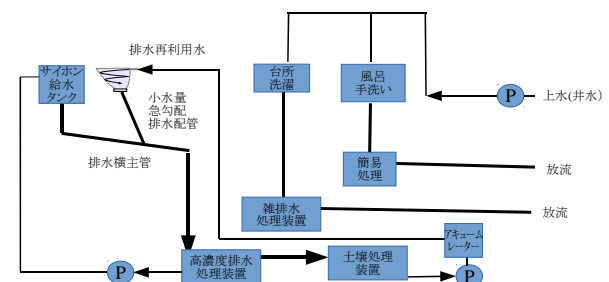 排水再利用水
サイホン
給水
タンク
小水量
急勾配
排水配管
排水横主管
台所
洗濯
風呂
手洗い
P
上水(井水)
簡易
処理
放流
雑排水
処理装置
放流
アキューム
レーター
高濃度排水
処理装置
土壌処理
装置
P
P